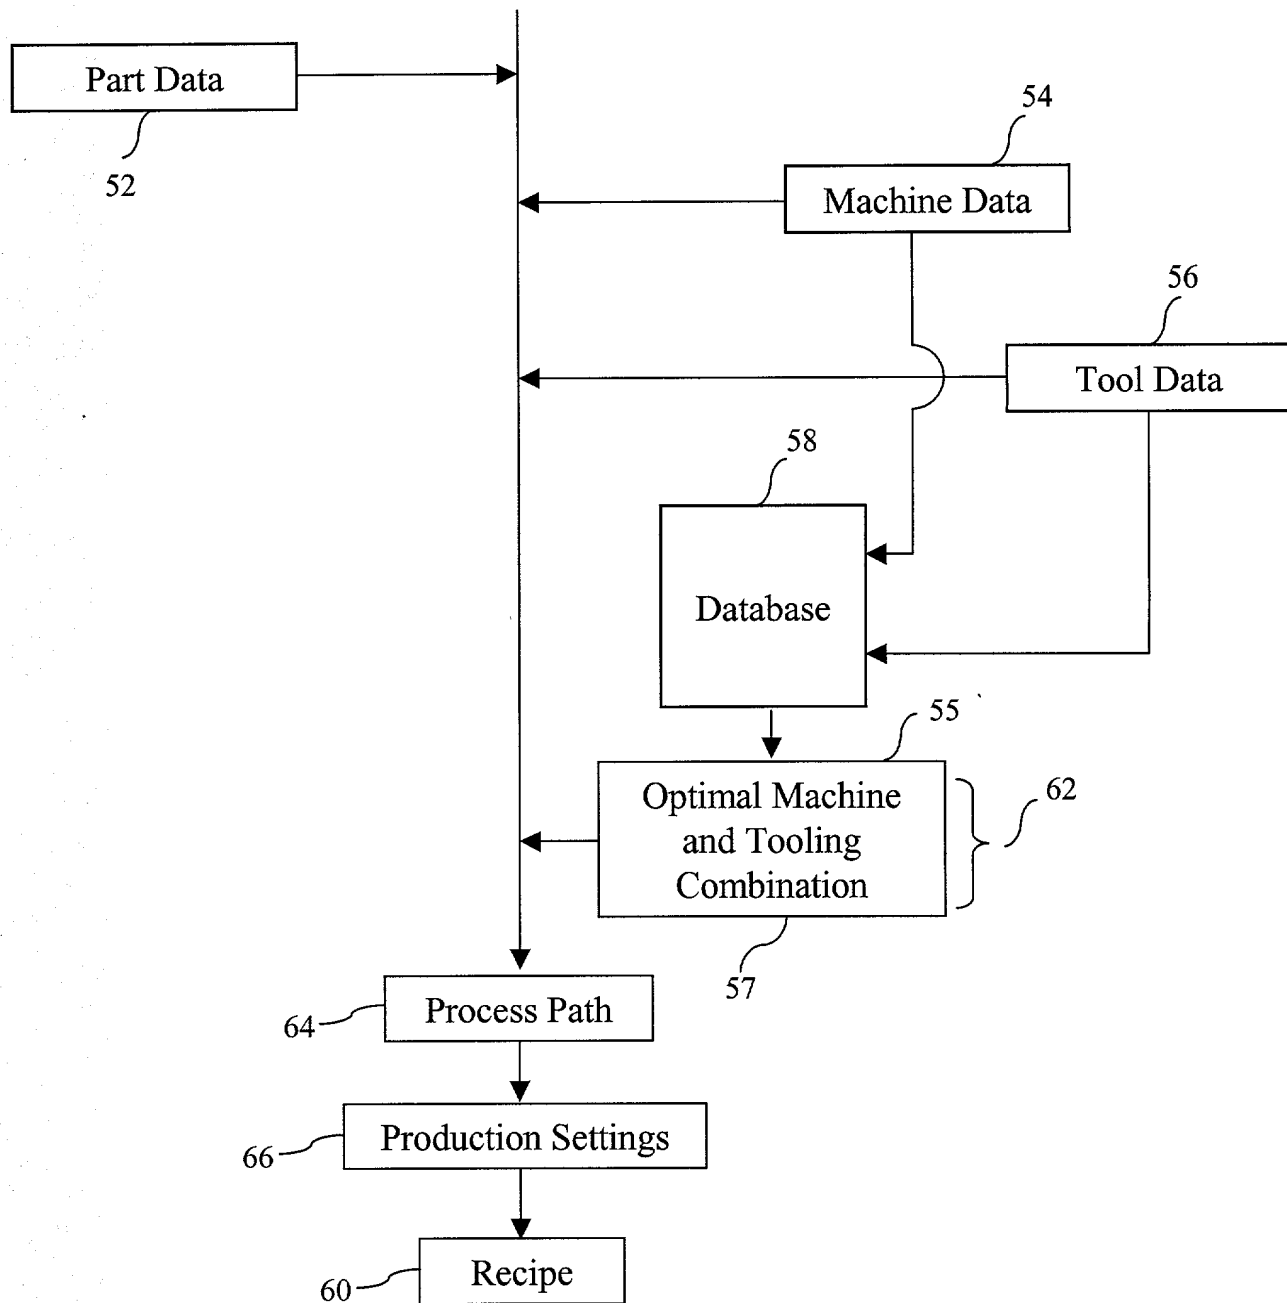 Part Data
52
54
Machine Data
56
Tool Data
58
Database
55
Optimal Machine
and Tooling
Combination
62
57
Process Path
64
Production Settings
66
Recipe
60